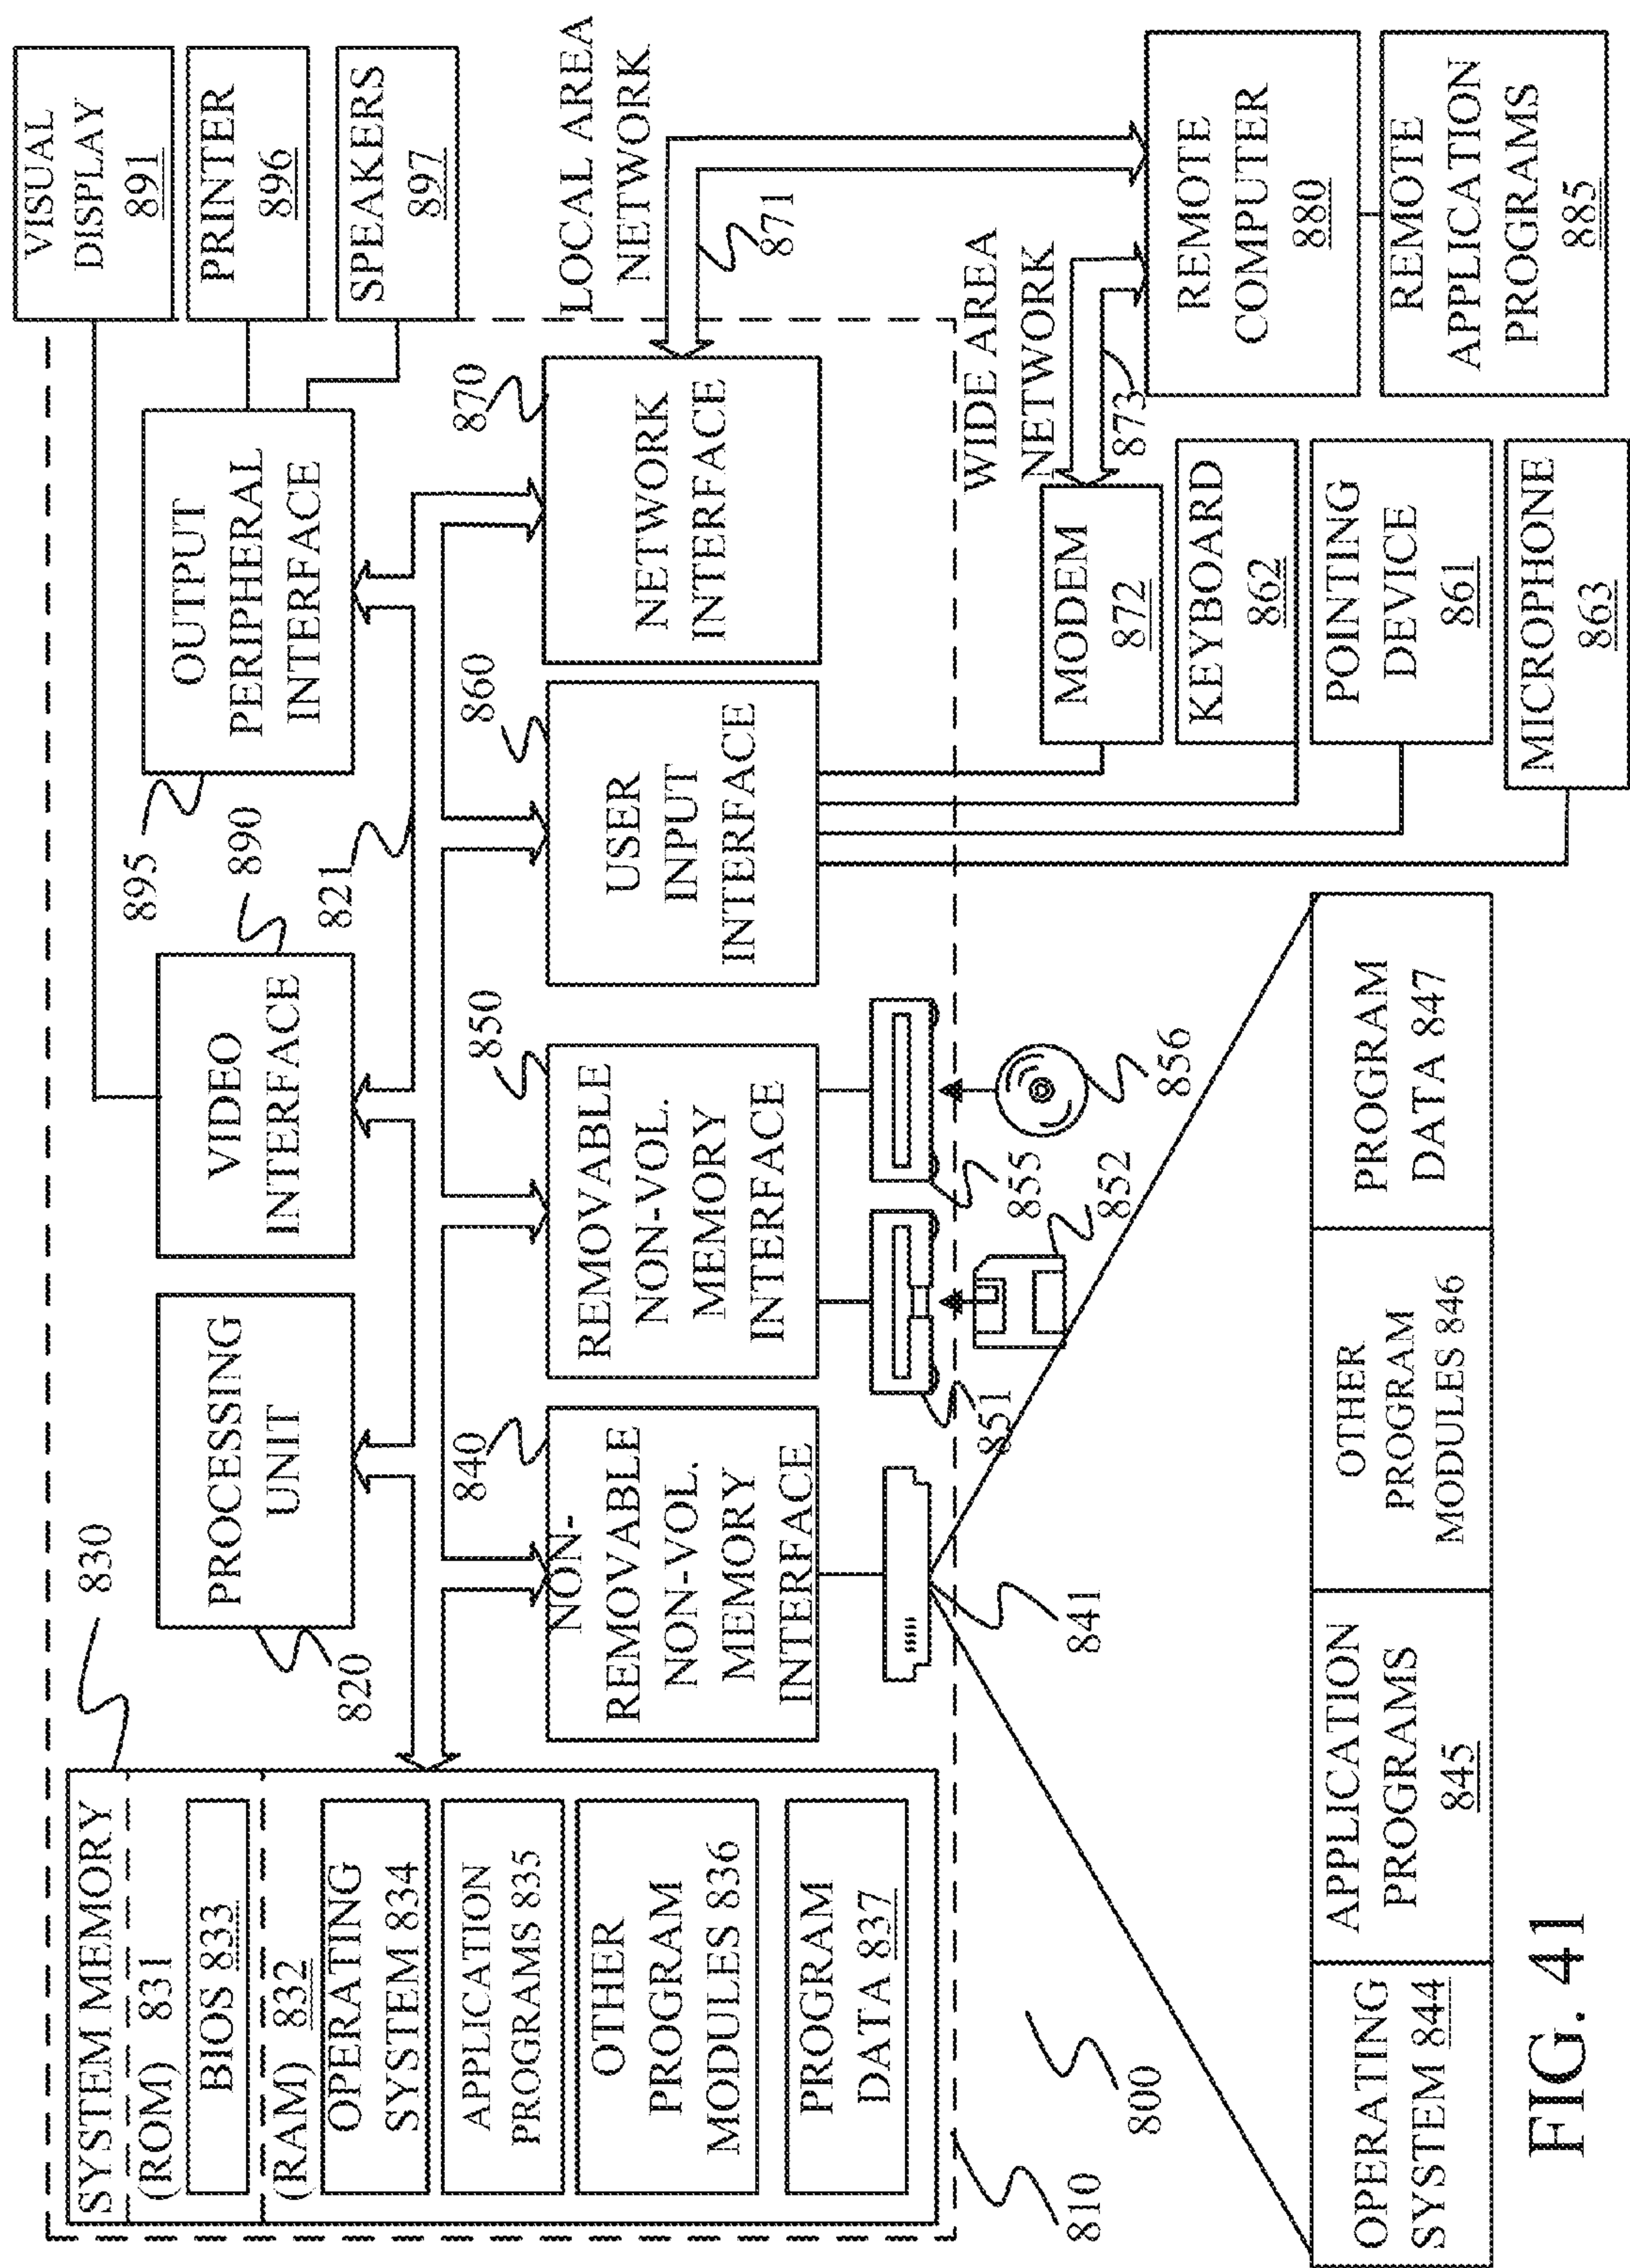 SYSTEM MEMORY
(ROM) 831
BIOS 833
(RAM) 832
OPERATING
SYSTEM 834
APPLICATION
PROGRAMS 835
OTHER
PROGRAM
MODULES 836
PROGRAM
DATA 837
830
PROCESSING
UNIT
820
VIDEO
INTERFACE
890
OUTPUT
PERIPHERAL
INTERFACE
895
821
VISUAL
DISPLAY
891
PRINTER
896
SPEAKERS
897
NON-
REMOVABLE
NON-VOL.
MEMORY
INTERFACE
840
REMOVABLE
NON-VOL.
MEMORY
INTERFACE
850
USER
INPUT
INTERFACE
860
NETWORK
INTERFACE
870
LOCAL AREA
NETWORK
871
841
851
852
855
856
810
800
WIDE AREA
NETWORK
873
MODEM
872
KEYBOARD
862
POINTING
DEVICE
861
MICROPHONE
863
REMOTE
COMPUTER
880
REMOTE
APPLICATION
PROGRAMS
885
OPERATING
SYSTEM 844
APPLICATION
PROGRAMS
845
OTHER
PROGRAM
MODULES 846
PROGRAM
DATA 847
FIG. 41